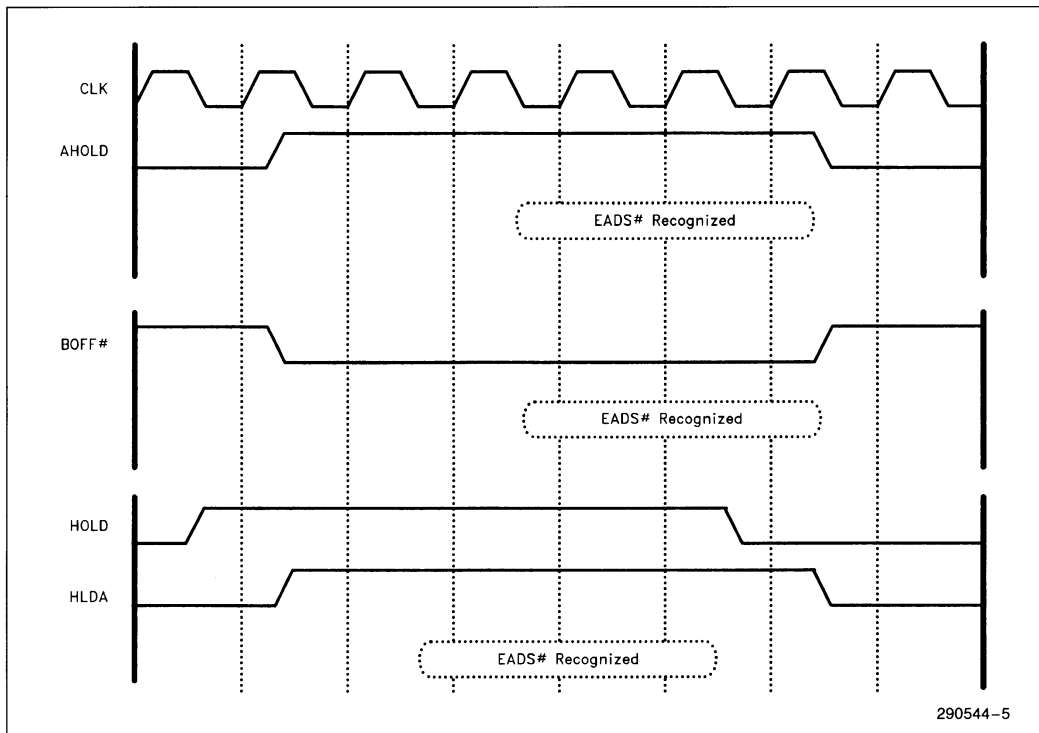 CLK
AHOLD
EADS# Recognized
BOFF#
EADS# Recognized
HOLD
HLDA
EADS# Recognized
290544–5